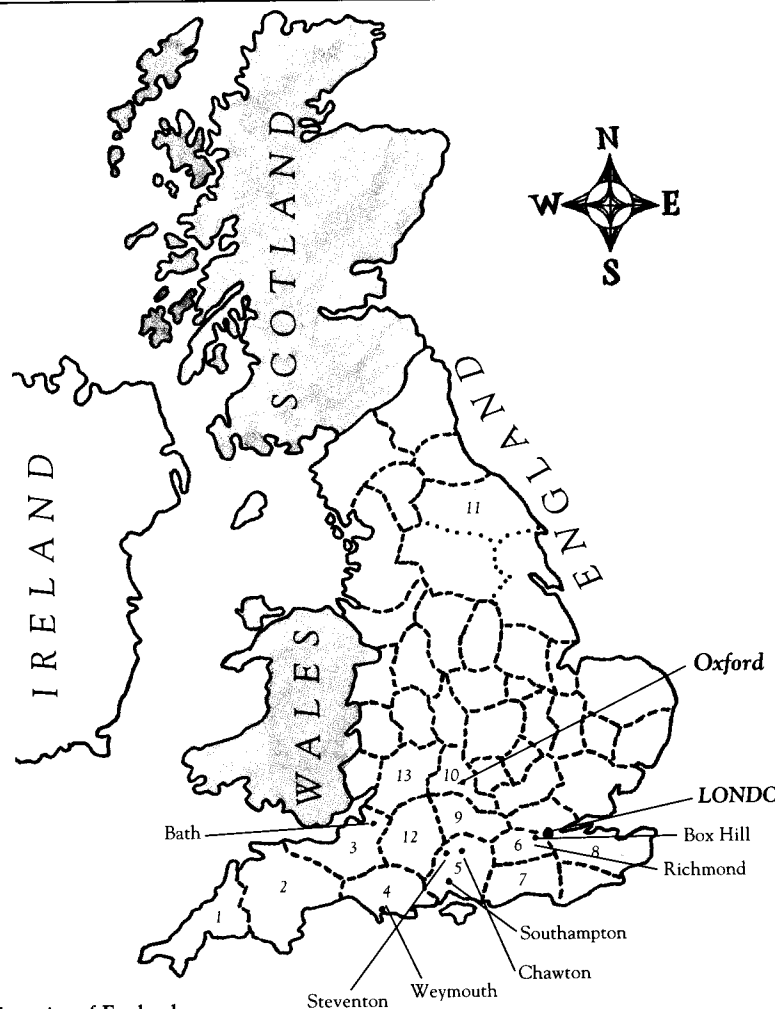 N
W E
S
SCOTLAND
ENGLAND
IRELAND
WALES
11
Oxford
13
10
LONDO
Bath
9
12
Box Hill
3
6
8
Richmond
5
2
4
7
1
Southampton
Chawton
Weymouth
Steventon